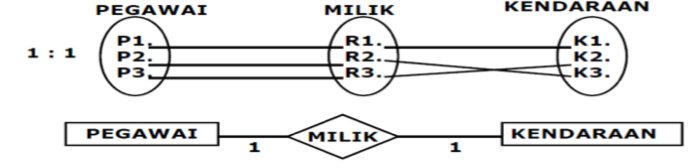 PEGAWAI MILIK KENDARAAN
1 : 1
P1. R1. K1.
P2. R2. K2.
P3. R3. K3.
PEGAWAI 1 MILIK 1 KENDARAAN